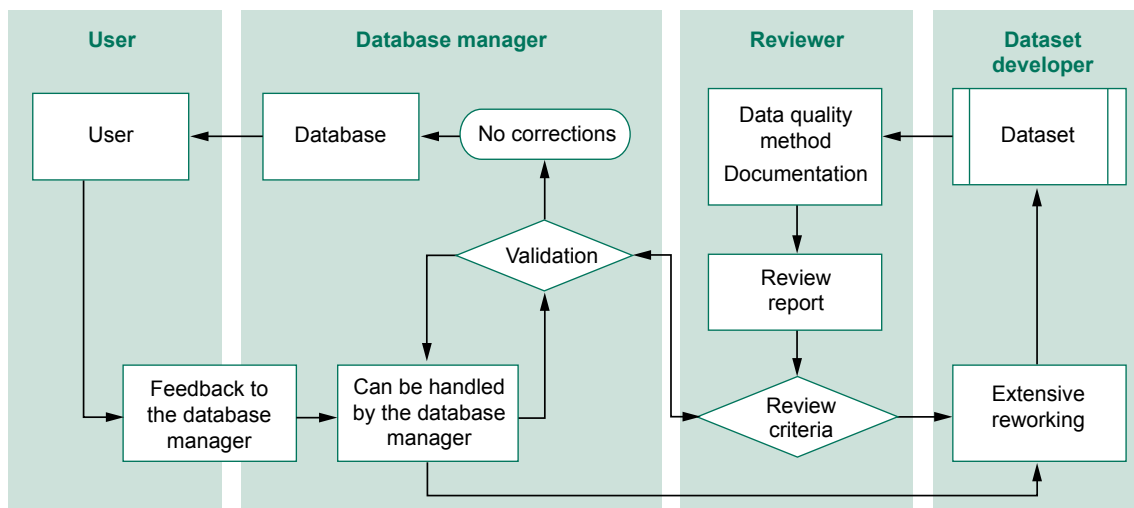 User
Database manager
Reviewer
Dataset
developer
User
Database
No corrections
Data quality
method
Documentation
Dataset
Validation
Review
report
Feedback to
the database
manager
Can be handled
by the database
manager
Review
criteria
Extensive
reworking